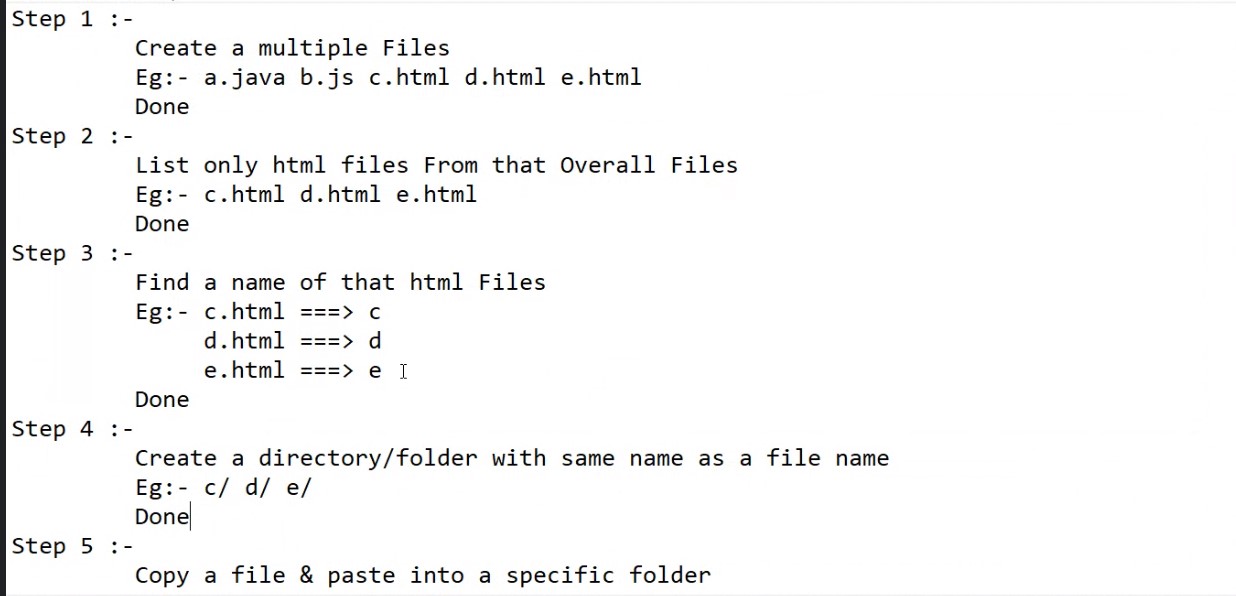 Step 1 :-
Create a multiple Files
Eg:- a.java b.js c.html d.html e.html
Done
Step 2 :-
List only html files From that Overall Files
Eg:- c.html d.html e.html
Done
Step 3 :-
Find a name of that html Files
Eg:- c.html ===> c
d.html ===> d
e.html ===> e
Done
Step 4 :-
Create a directory/folder with same name as a file name
Eg:- c/ d/ e/
Done
Step 5 :-
Copy a file & paste into a specific folder